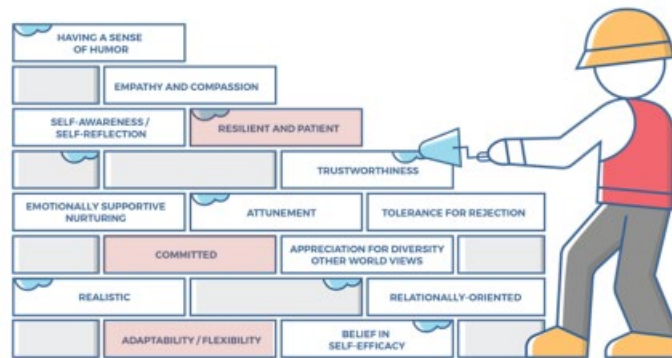 HAVING A SENSE
OF HUMOR
EMPATHY AND COMPASSION
SELF-AWARENESS /
SELF-REFLECTION
RESILIENT AND PATIENT
TRUSTWORTHINESS
EMOTIONALLY SUPPORTIVE
NURTURING
ATTUNEMENT
TOLERANCE FOR REJECTION
COMMITTED
APPRECIATION FOR DIVERSITY
OTHER WORLD VIEWS
REALISTIC
RELATIONALLY-ORIENTED
ADAPTABILITY / FLEXIBILITY
BELIEF IN
SELF-EFFICACY